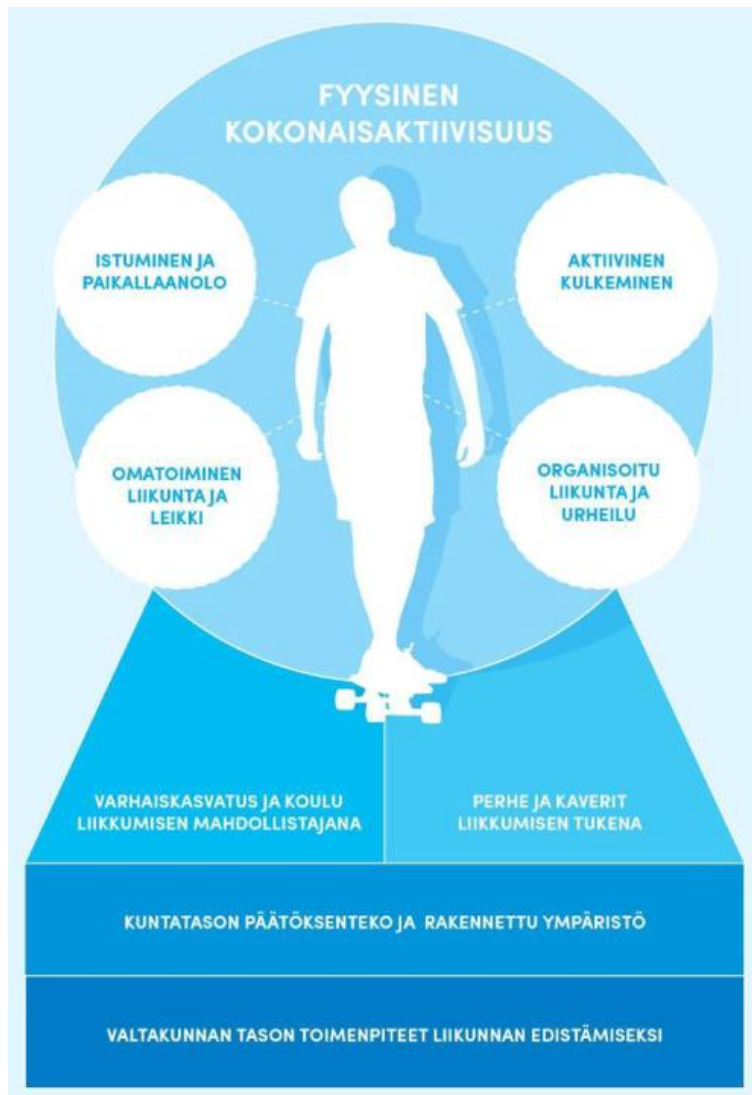 FYYSINEN
KOKONAISAKTIIVISUUS
ISTUMINEN JA
PAIKALLAANOLO
AKTIIVINEN
KULKEMINEN
OMATOIMINEN
LIIKUNTA JA
LEIKKI
ORGANISOITU
LIIKUNTA JA
URHEILU
VARHAISKASVATUS JA KOULU
LIIKKUMISEN MAHDOLLISTAJANA
PERHE JA KAVERIT
LIIKKUMISEN TUKENA
KUNTATASON PÄÄTÖKSENTEKO JA RAKENNETTU YMPÄRISTÖ
VALTAKUNNAN TASON TOIMENPITEET LIIKUNNAN EDISTÄMISEKSI